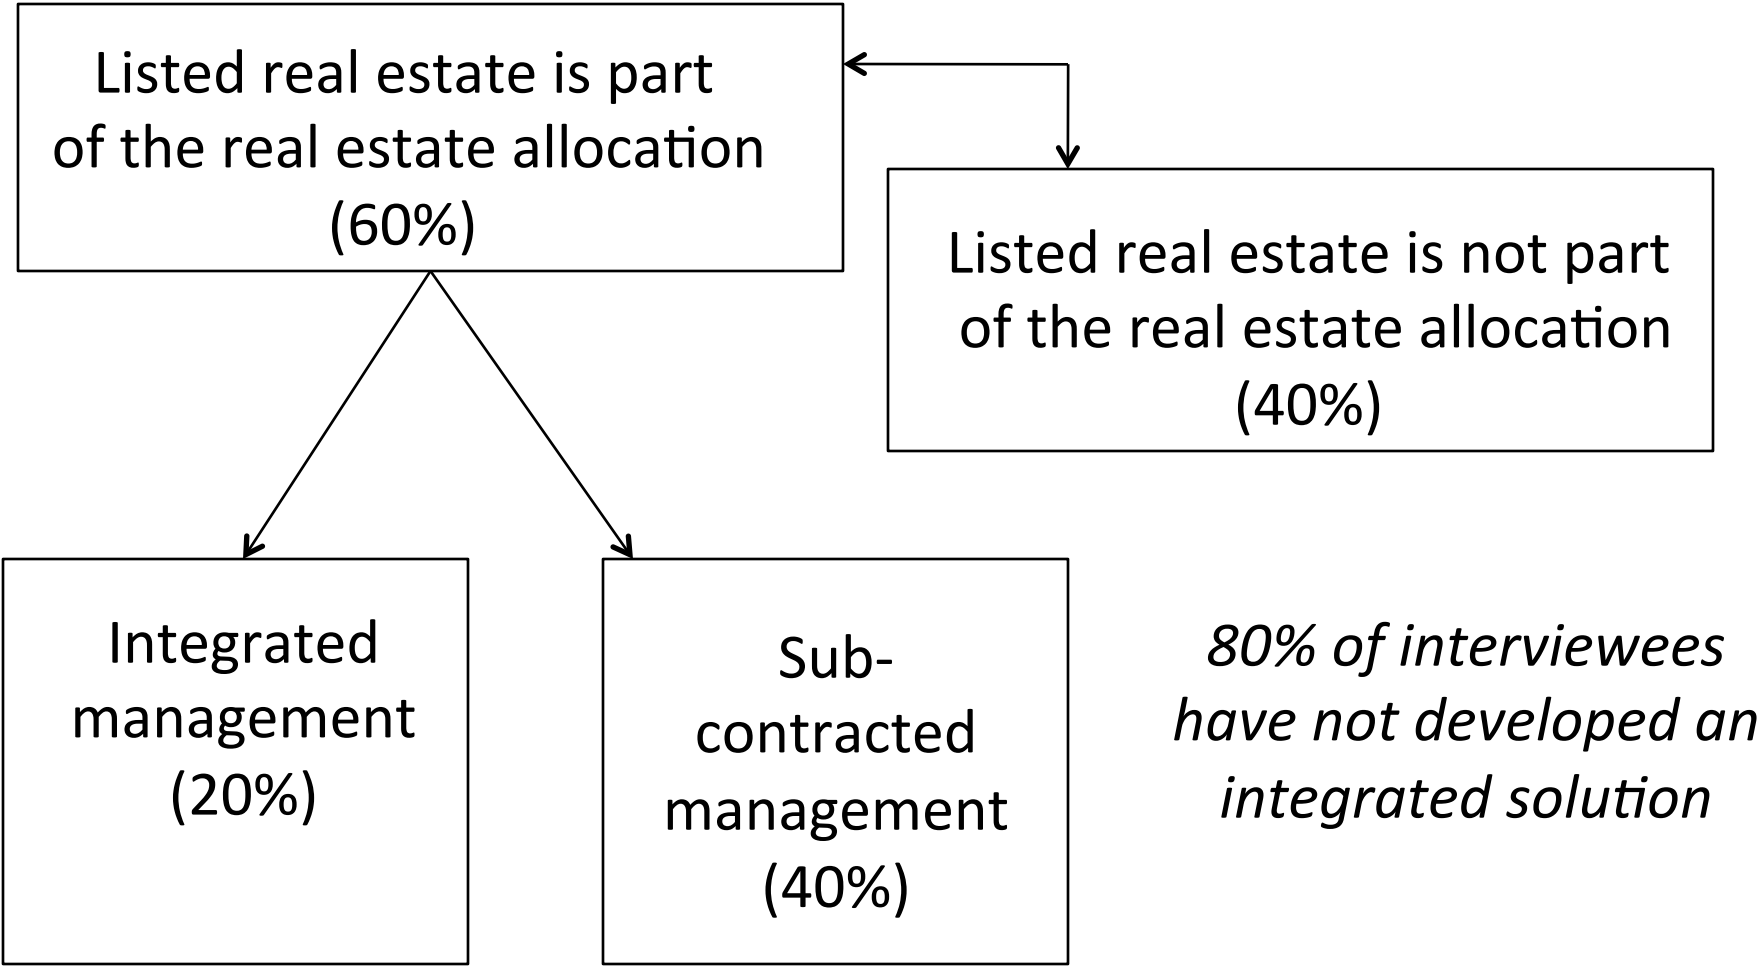 Listed real estate is part
of the real estate allocation
(60%)
Listed real estate is not part
of the real estate allocation
(40%)
Integrated
management
(20%)
Sub-
contracted
management
(40%)
80% of interviewees
have not developed an
integrated solution